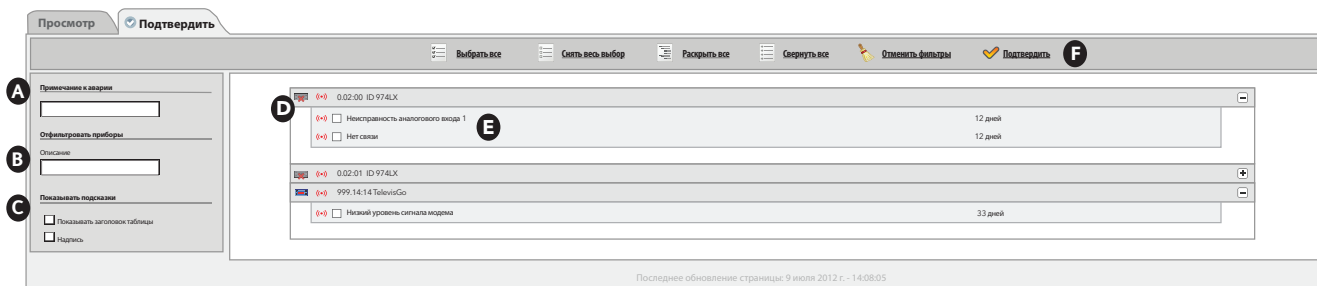 Просмотр
Подтвердить
Выбрать все
Снять весь выбор
Раскрыть все
Свернуть все
Отменить фильтры
Подтвердить
F
A
Примечание к аварии
Отфильтровать приборы
B
Описание
C
Показывать подсказки
Показывать заголовок таблицы
Надпись
D
0.02:00 ID 974LX
Неисправность аналогового входа 1
E
12 дней
Нет связи
12 дней
0.02:01 ID 974LX
999.14:14 TelevisGo
Низкий уровень сигнала модема
33 дней
Последнее обновление страницы: 9 июля 2012 г. - 14:08:05